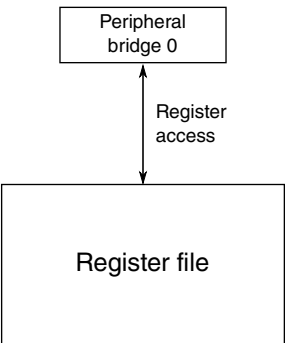 Peripheral
bridge 0
Register
access
Register file